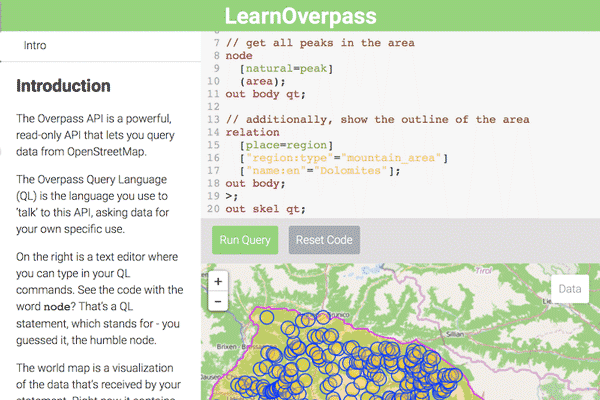 LearnOverpass
Intro
Introduction
The Overpass API is a powerful,
read-only API that lets you query
data from OpenStreetMap.
The Overpass Query Language
(QL) is the language you use to
'talk' to this API, asking data for
your own specific use.
On the right is a text editor where
you can type in your QL
commands. See the code with the
word node? That's a QL
statement, which stands for - you
guessed it, the humble node.
The world map is a visualization
of the data that's received by your
statement. Right now it contains
7 // get all peaks in the area
8 node
9 [natural=peak]
10 (area);
11 out body qt;
12
13 // additionally, show the outline of the area
14 relation
15 [place=region]
16 ["region:type"="mountain_area"]
17 ["name:en"="Dolomites"];
18 out body;
19 >;
20 out skel qt;
Run Query
Reset Code
+
−
Data
Tirol
Sillian
Brixen